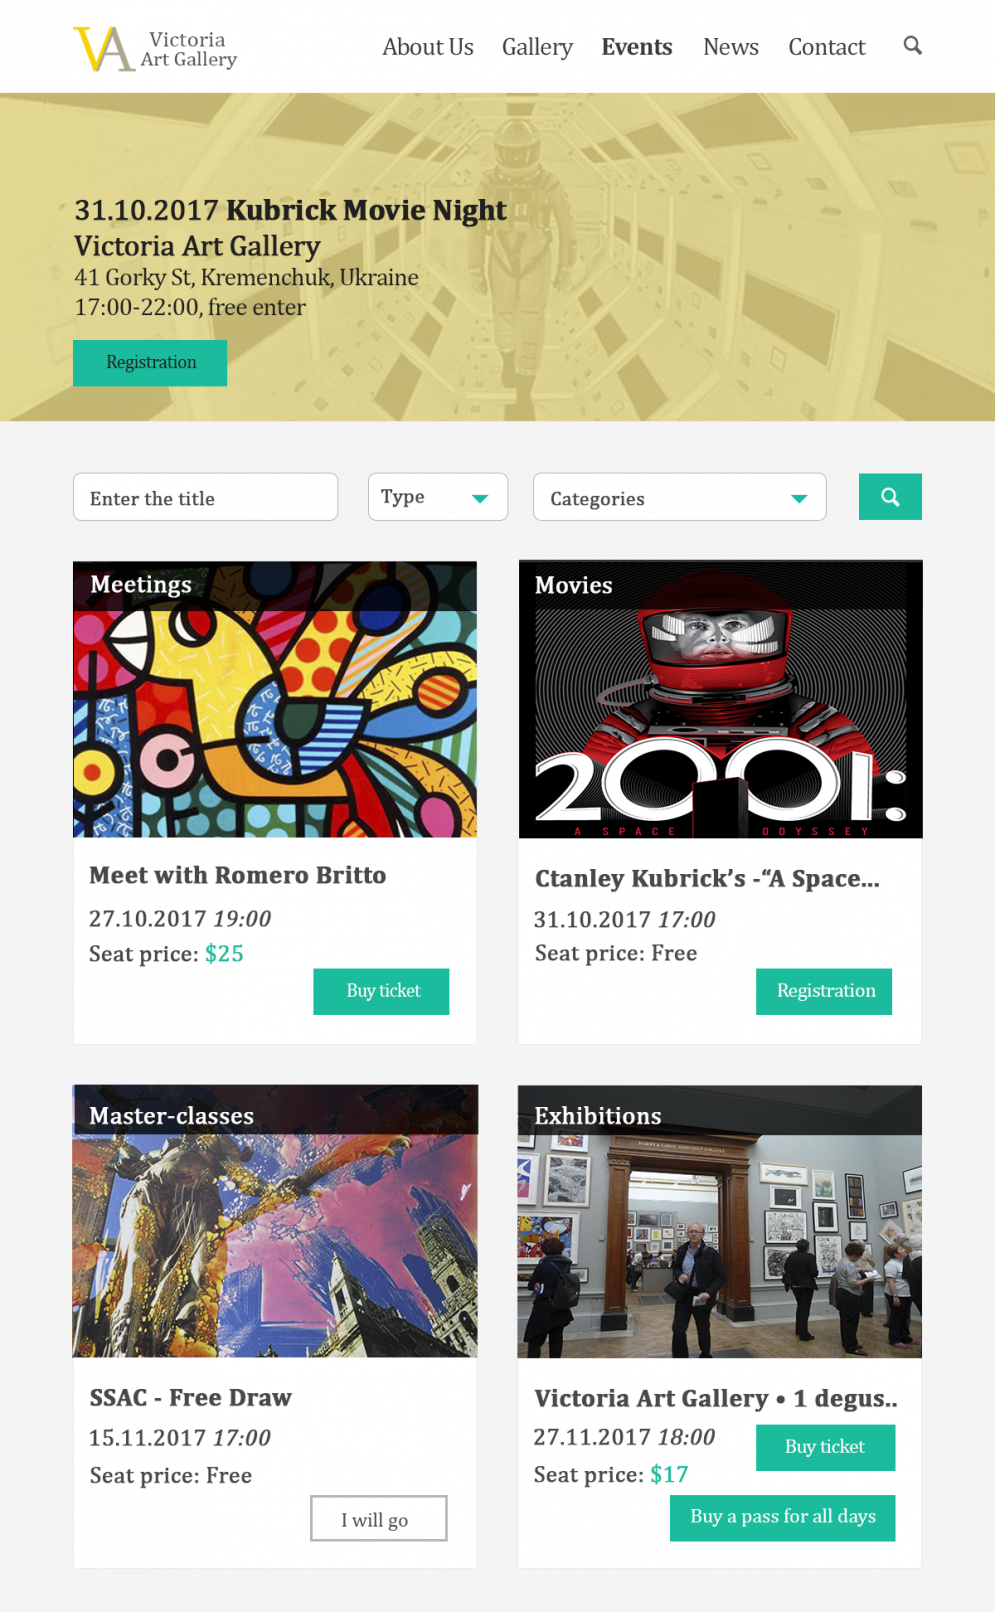 VA Victoria
Art Gallery
About Us Gallery Events News Contact
31.10.2017 Kubrick Movie Night
Victoria Art Gallery
41 Gorky St, Kremenchuk, Ukraine
17:00-22:00, free enter
Registration
Enter the title
Type
Categories
Meetings
Meet with Romero Britto
27.10.2017 19:00
Seat price: $25
Buy ticket
Movies
2001:
A SPACE ODYSSEY
Ctanley Kubrick’s -“A Space...
31.10.2017 17:00
Seat price: Free
Registration
Master-classes
SSAC - Free Draw
15.11.2017 17:00
Seat price: Free
I will go
Exhibitions
Victoria Art Gallery • 1 degus..
27.11.2017 18:00
Buy ticket
Seat price: $17
Buy a pass for all days